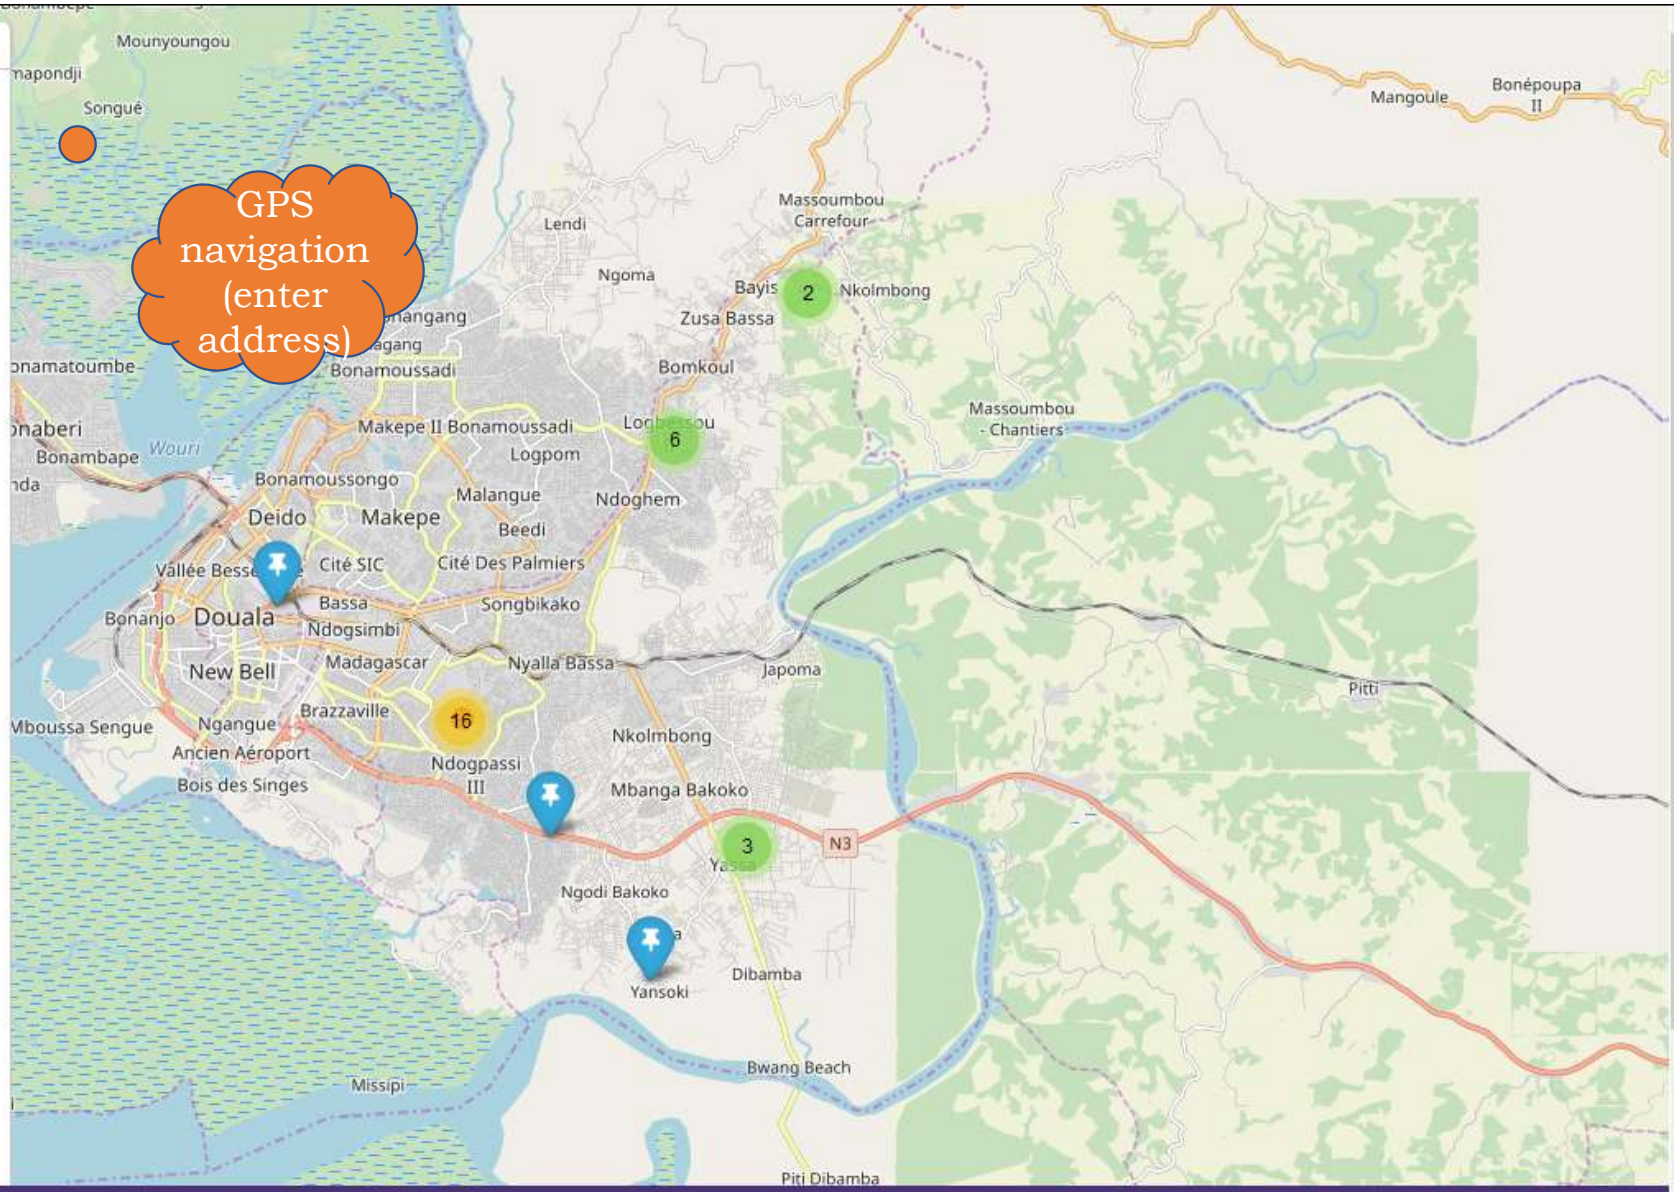 Mounyoungou
mapondji
Songué
GPS
navigation
(enter
address)
Mangoule
Bonépoupa
II
Massoumbou
Carrefour
Lendi
Ngoma
Bayis
2
Nkolmbong
Zusa Bassa
Bomkoul
Bonamoussadi
onamatoumbe
onaberi
Bonambape
Wouri
nda
Makepe II Bonamoussadi
Logpom
6
Massoumbou
- Chantiers
Bonamoussongo
Malangue
Ndoghem
Deido
Makepe
Beedi
Cité SIC
Cité Des Palmiers
Vallée Besse
Bassa
Songbikako
Bonanjo
Douala
Ndogsimbi
New Bell
Madagascar
Nyalla Bassa
Japoma
Pitti
Brazzaville
16
Mboussa Sengue
Ngangue
Nkolmbong
Ancien Aéroport
Ndogpassi
III
Bois des Singes
Mbanga Bakoko
3
N3
Ngodi Bakoko
a
Dibamba
Yansoki
Bwang Beach
Missipi
Piti Dibamba